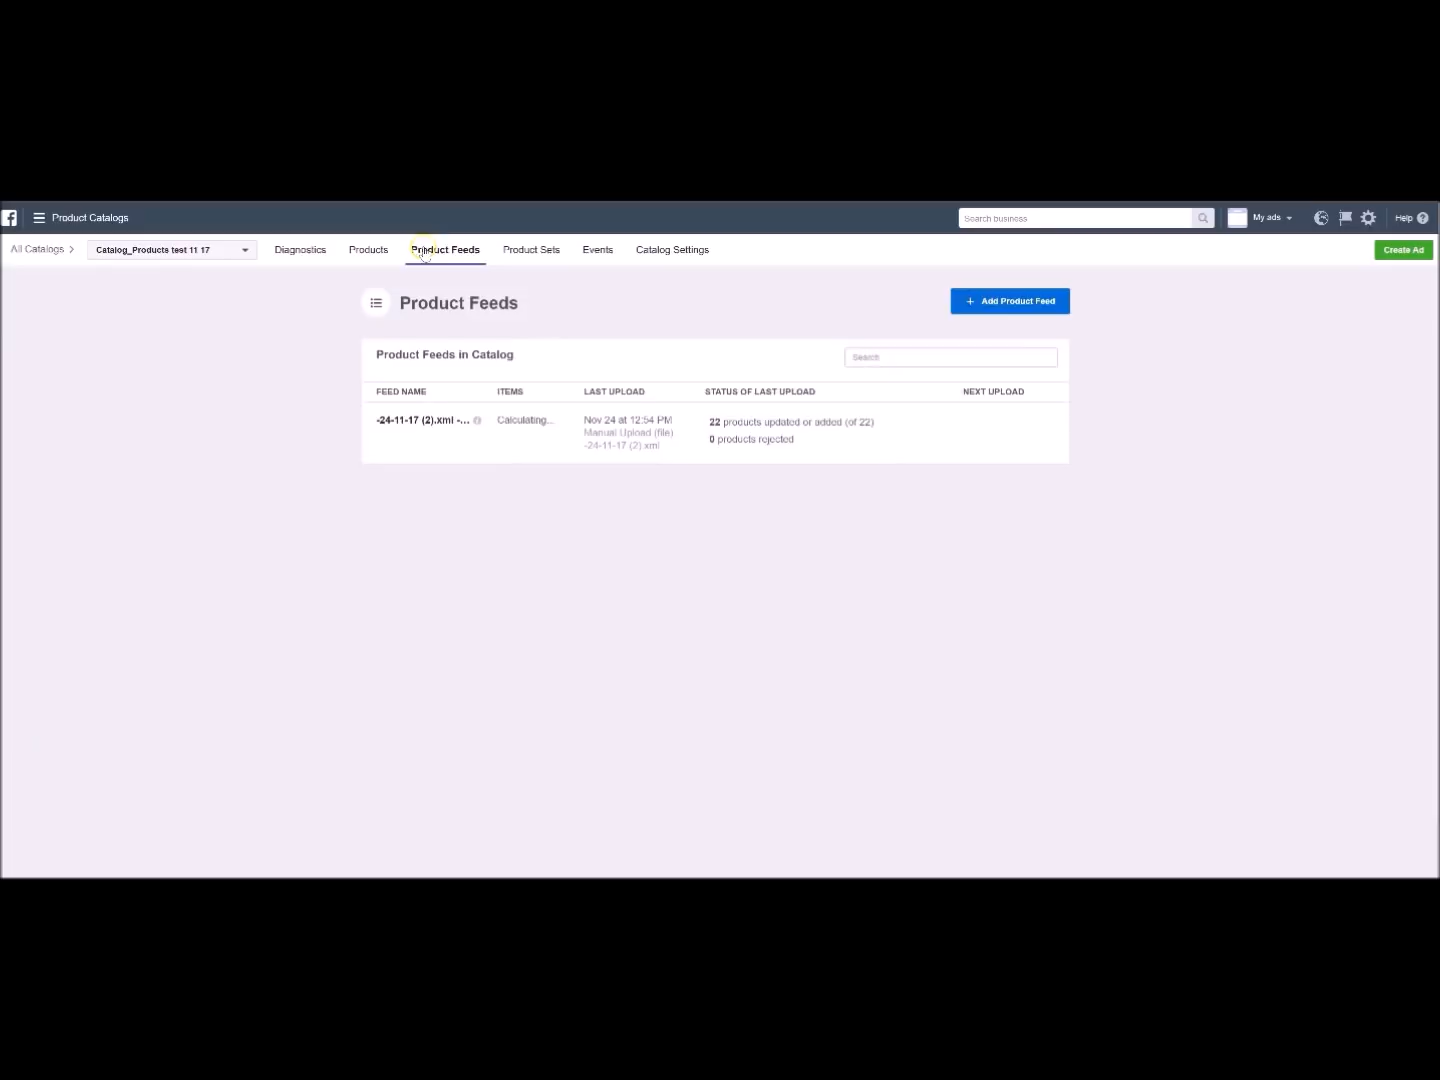 Product Catalogs
Search business
My ads
Help
All Catalogs
Catalog_Products test 11 17
Diagnostics
Products
Product Feeds
Product Sets
Events
Catalog Settings
Create Ad
Product Feeds
+ Add Product Feed
Product Feeds in Catalog
Search
FEED NAME
ITEMS
LAST UPLOAD
STATUS OF LAST UPLOAD
NEXT UPLOAD
-24-11-17 (2).xml -...
Calculating...
Nov 24 at 12:54 PM
Manual Upload (file)
-24-11-17 (2).xml
22 products updated or added (of 22)
0 products rejected